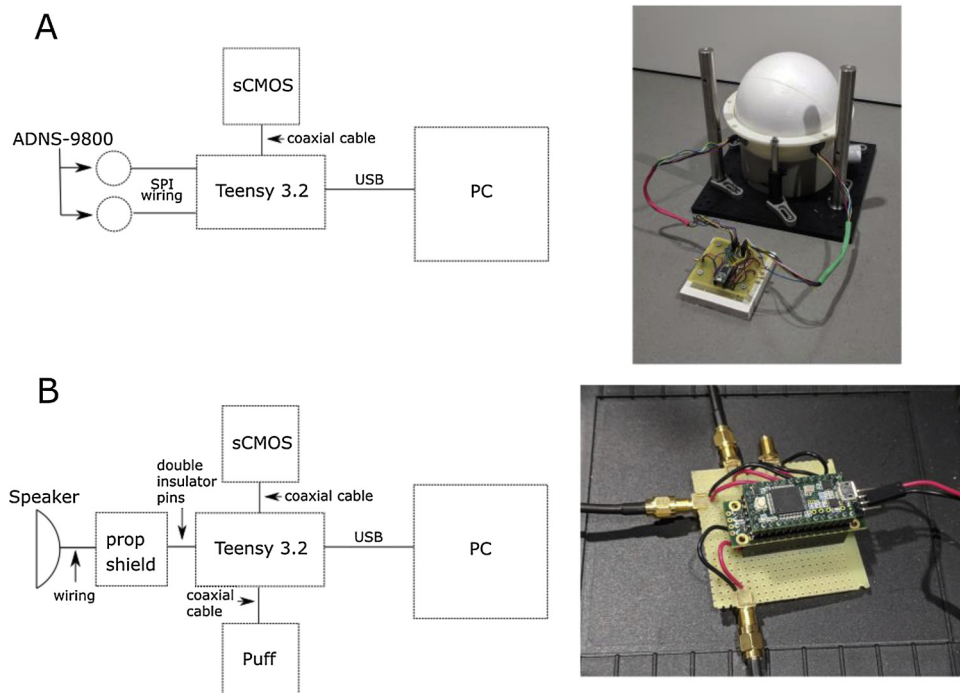 A
sCMOS
coaxial cable
ADNS-9800
SPI
wiring
Teensy 3.2
USB
PC
B
sCMOS
double
insulator
pins
coaxial cable
Speaker
prop
shield
Teensy 3.2
USB
PC
wiring
coaxial
cable
Puff